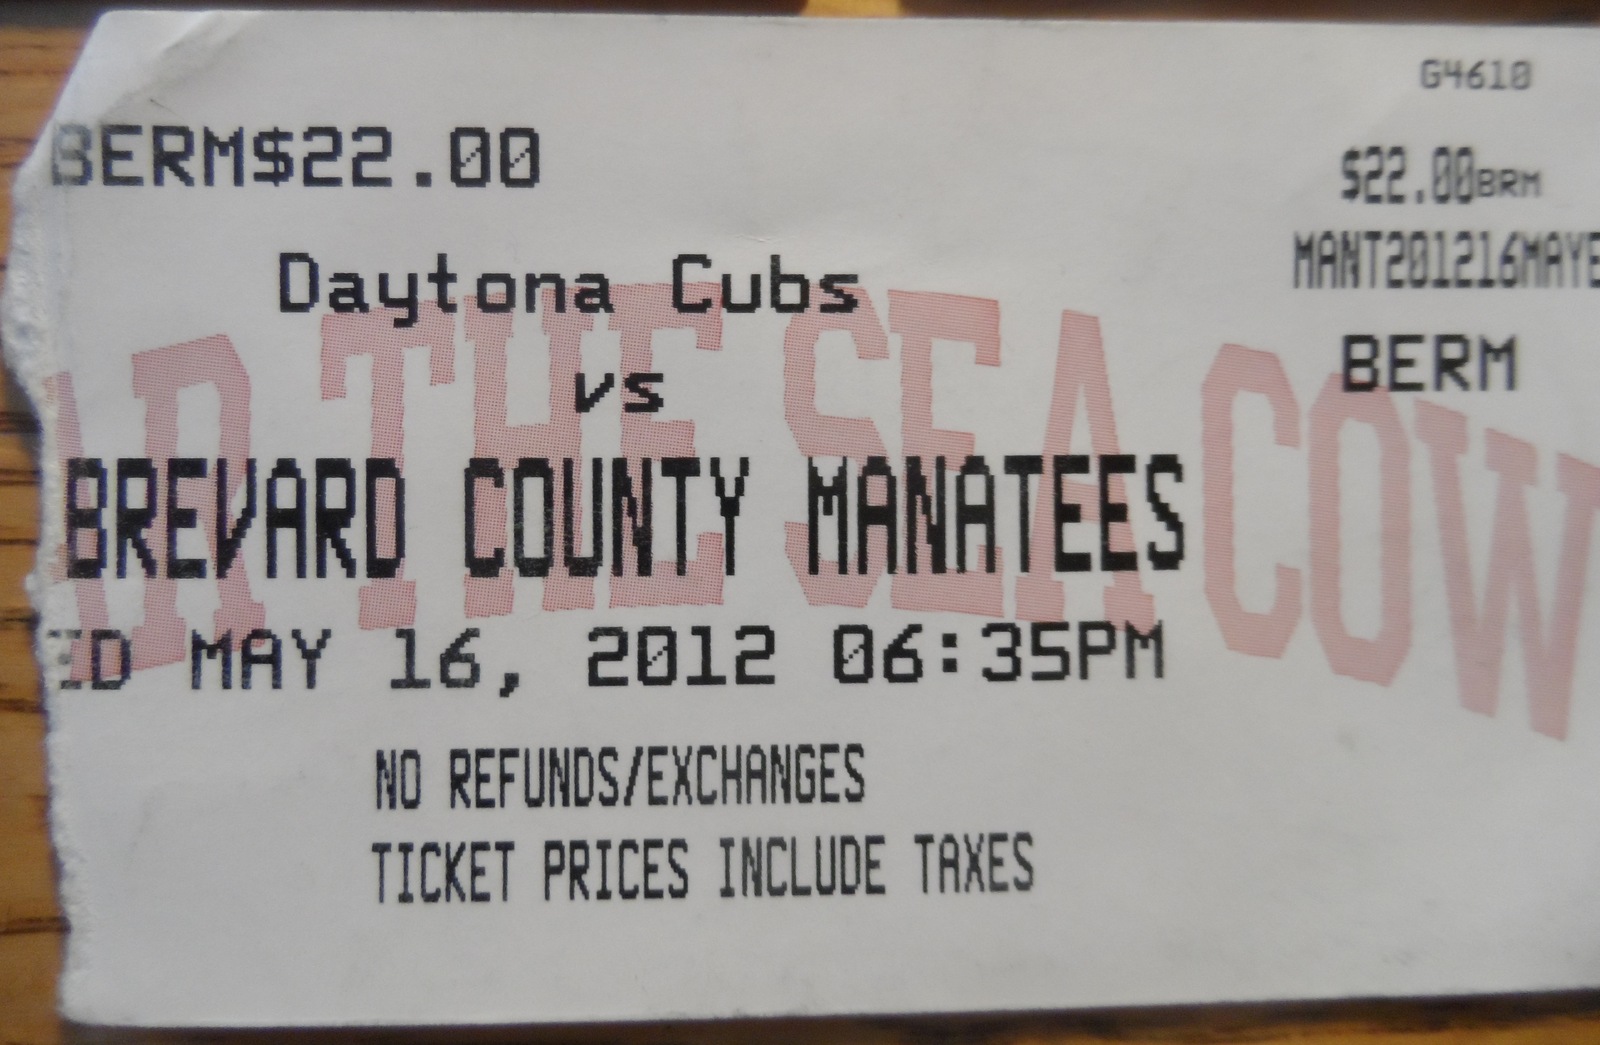 G4610
BERM$22.00
$22.00BRM
Daytona Cubs
MANT201216MAYE
vs
BERM
THE SEA COW
BREVARD COUNTY MANATEES
ED MAY 16, 2012 06:35PM
NO REFUNDS/EXCHANGES
TICKET PRICES INCLUDE TAXES